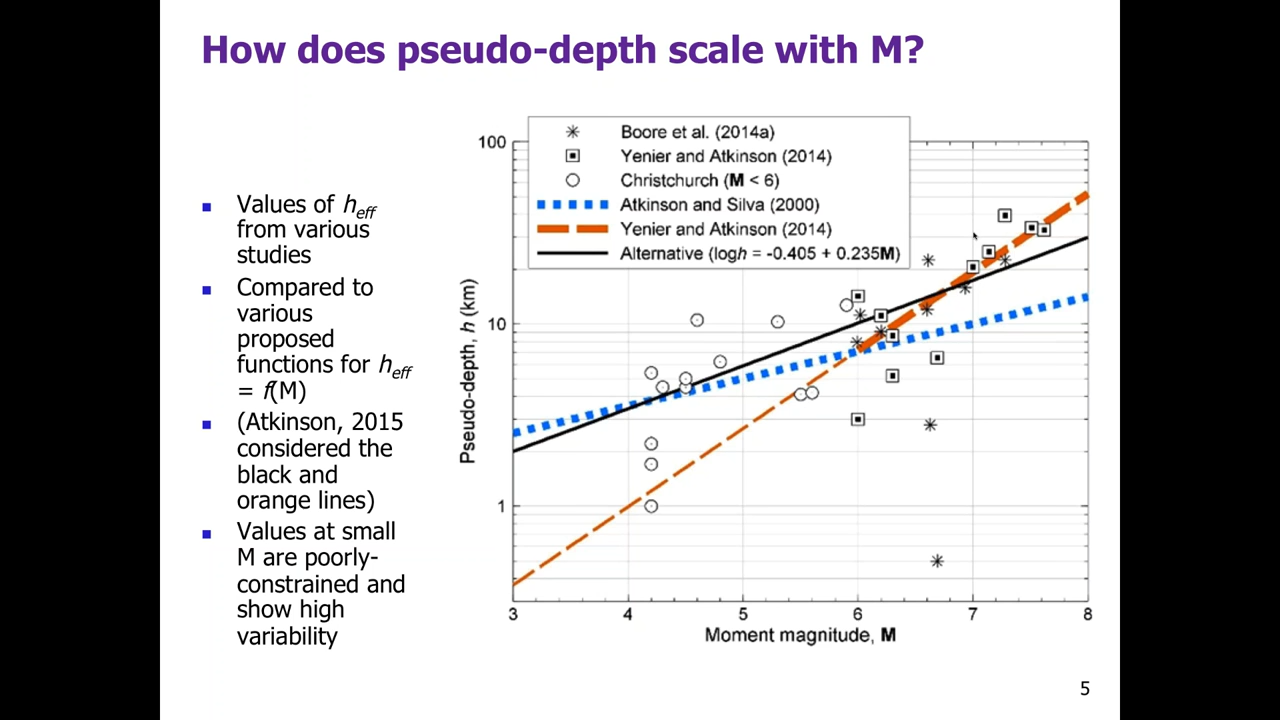 How does pseudo-depth scale with M?
Values of heff
from various
studies
Compared to
various
proposed
functions for heff
= f(M)
(Atkinson, 2015
considered the
black and
orange lines)
Values at small
M are poorly-
constrained and
show high
variability
Boore et al. (2014a)
Yenier and Atkinson (2014)
Christchurch (M < 6)
Atkinson and Silva (2000)
Yenier and Atkinson (2014)
Alternative (logh = -0.405 + 0.235M)
Pseudo-depth, h (km)
100
10
1
3 4 5 6 7 8
Moment magnitude, M
5